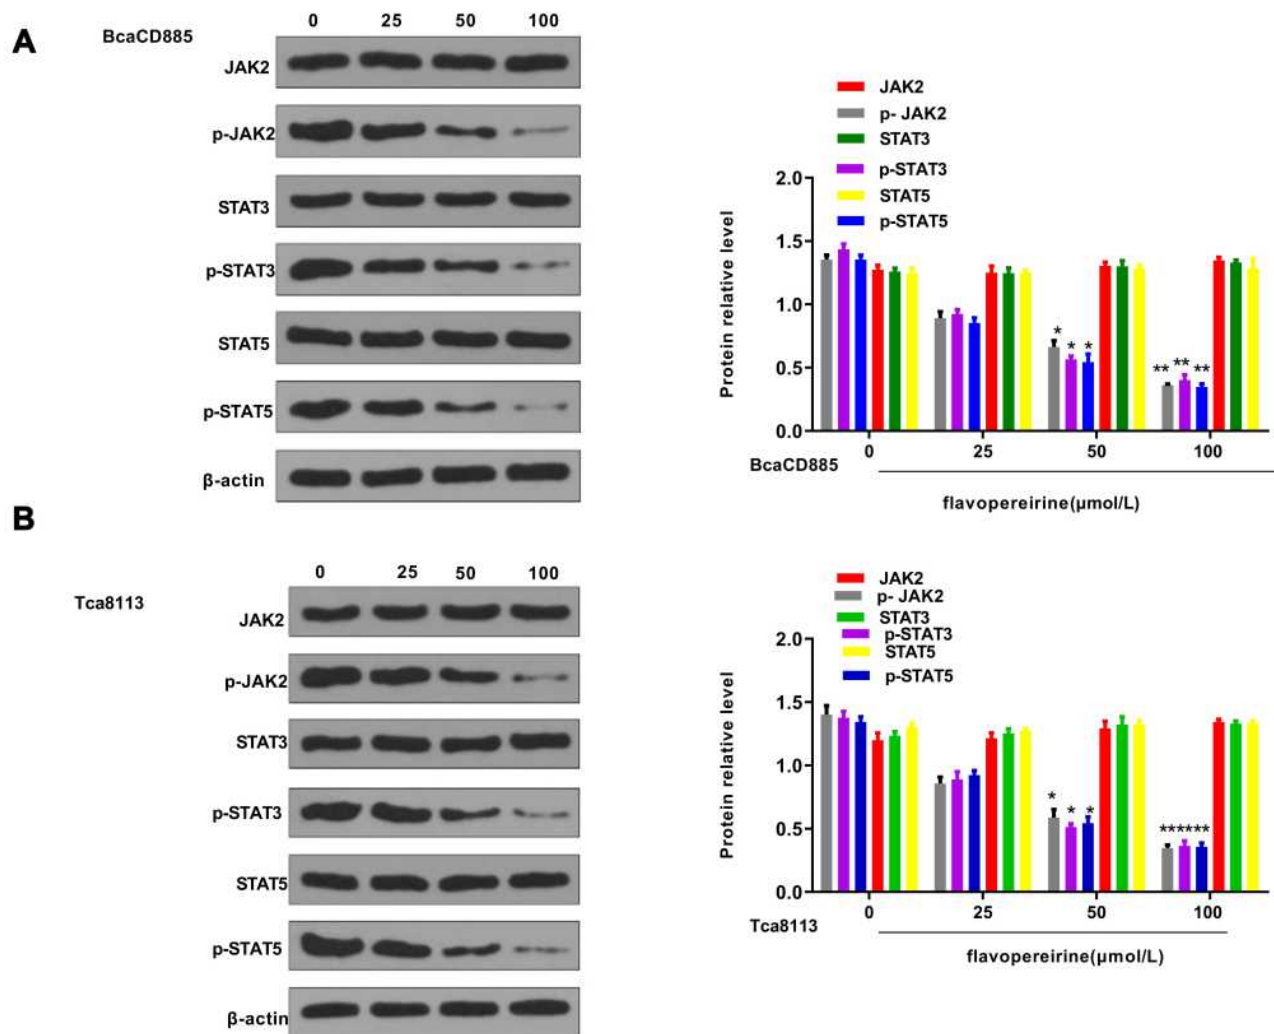 A
BcaCD885
0 25 50 100
JAK2
p-JAK2
STAT3
p-STAT3
STAT5
p-STAT5
β-actin
JAK2
p- JAK2
STAT3
p-STAT3
STAT5
p-STAT5
Protein relative level
2.0
1.5
1.0
0.5
0.0
* * *
** ** **
0 25 50 100
BcaCD885
flavopereirine(μmol/L)
B
Tca8113
0 25 50 100
JAK2
p-JAK2
STAT3
p-STAT3
STAT5
p-STAT5
β-actin
JAK2
p- JAK2
STAT3
p-STAT3
STAT5
p-STAT5
Protein relative level
2.0
1.5
1.0
0.5
0.0
* * *
******
0 25 50 100
Tca8113
flavopereirine(μmol/L)